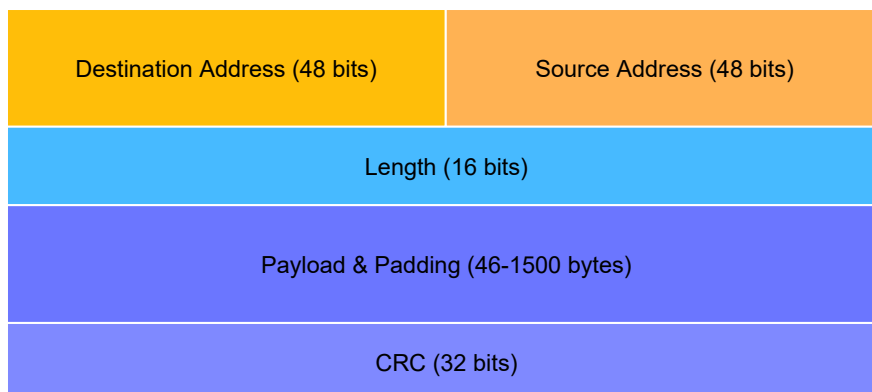 Destination Address (48 bits)
Source Address (48 bits)
Length (16 bits)
Payload & Padding (46-1500 bytes)
CRC (32 bits)